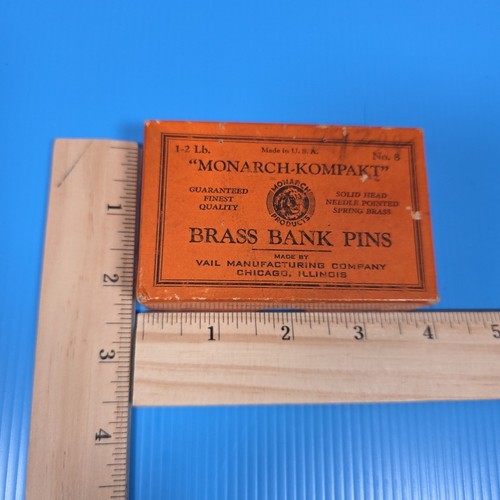 1-2 Lb.
Made in U. S. A.
No. 8
"MONARCH-KOMPAKT"
GUARANTEED
FINEST
QUALITY
MONARCH
PRODUCTS
SOLID HEAD
NEEDLE POINTED
SPRING BRASS
BRASS BANK PINS
MADE BY
VAIL MANUFACTURING COMPANY
CHICAGO, ILLINOIS
1
2
3
4
1 2 3 4 5